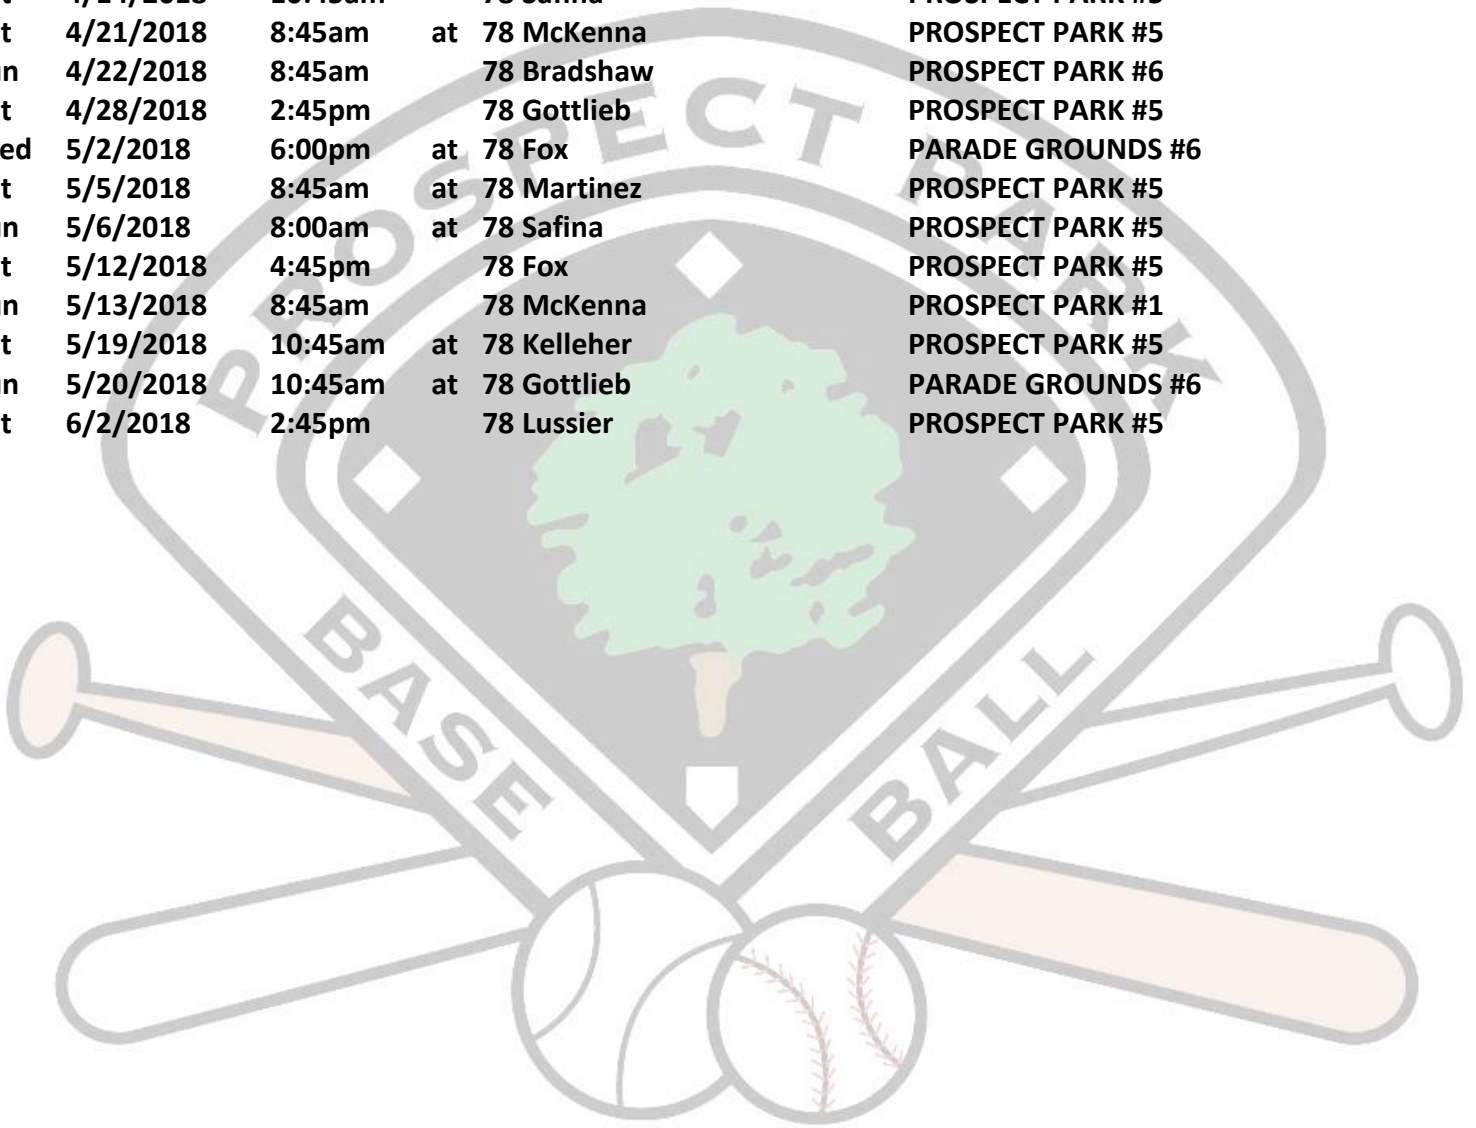 t 4/21/2018 8:45am at 78 McKenna PROSPECT PARK #5
un 4/22/2018 8:45am 78 Bradshaw PROSPECT PARK #6
t 4/28/2018 2:45pm 78 Gottlieb PROSPECT PARK #5
ed 5/2/2018 6:00pm at 78 Fox PARADE GROUNDS #6
t 5/5/2018 8:45am at 78 Martinez PROSPECT PARK #5
un 5/6/2018 8:00am at 78 Safina PROSPECT PARK #5
t 5/12/2018 4:45pm 78 Fox PROSPECT PARK #5
un 5/13/2018 8:45am 78 McKenna PROSPECT PARK #1
t 5/19/2018 10:45am at 78 Kelleher PROSPECT PARK #5
un 5/20/2018 10:45am at 78 Gottlieb PARADE GROUNDS #6
t 6/2/2018 2:45pm 78 Lussier PROSPECT PARK #5
PROSPECT PARK
BASE BALL